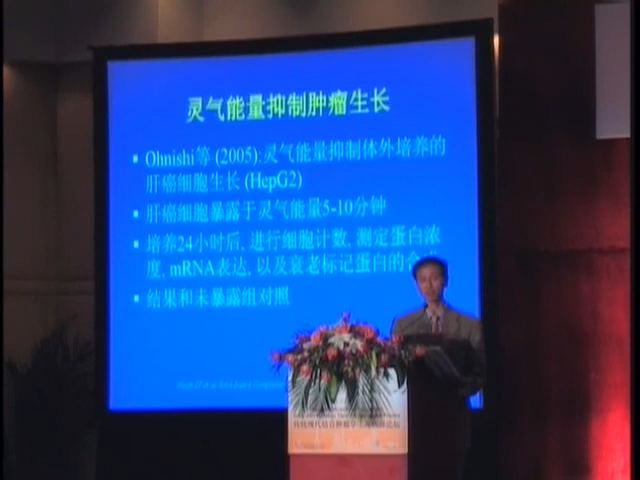 灵气能量抑制肿瘤生长
Ohnishi等 (2005):灵气能量抑制体外培养的
肝癌细胞生长 (HepG2)
肝癌细胞暴露于灵气能量5-10分钟
培养24小时后, 进行细胞计数, 测定蛋白浓
度, mRNA表达, 以及衰老标记蛋白的含
结果和未暴露组对照